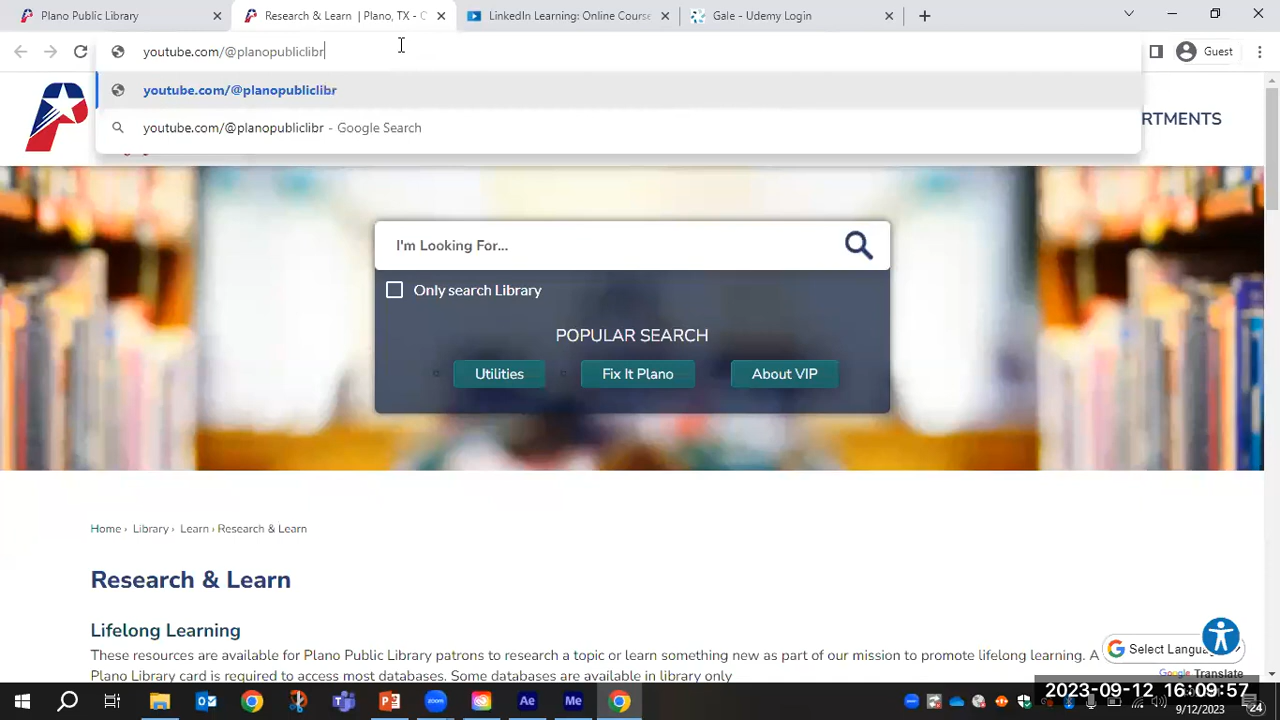 Plano Public Library
Research & Learn | Plano, TX - C
LinkedIn Learning: Online Course
Gale - Udemy Login
youtube.com/@planopubliclibr
Guest
youtube.com/@planopubliclibr
youtube.com/@planopubliclibr - Google Search
RTMENTS
I'm Looking For...
Only search Library
POPULAR SEARCH
Utilities
Fix It Plano
About VIP
Home › Library › Learn › Research & Learn
Research & Learn
Lifelong Learning
These resources are available for Plano Public Library patrons to research a topic or learn something new as part of our mission to promote lifelong learning. A
Plano Library card is required to access most databases. Some databases are available in library only
Select Langu
Google Translate
2023-09-12 16:09:57
9/12/2023
24